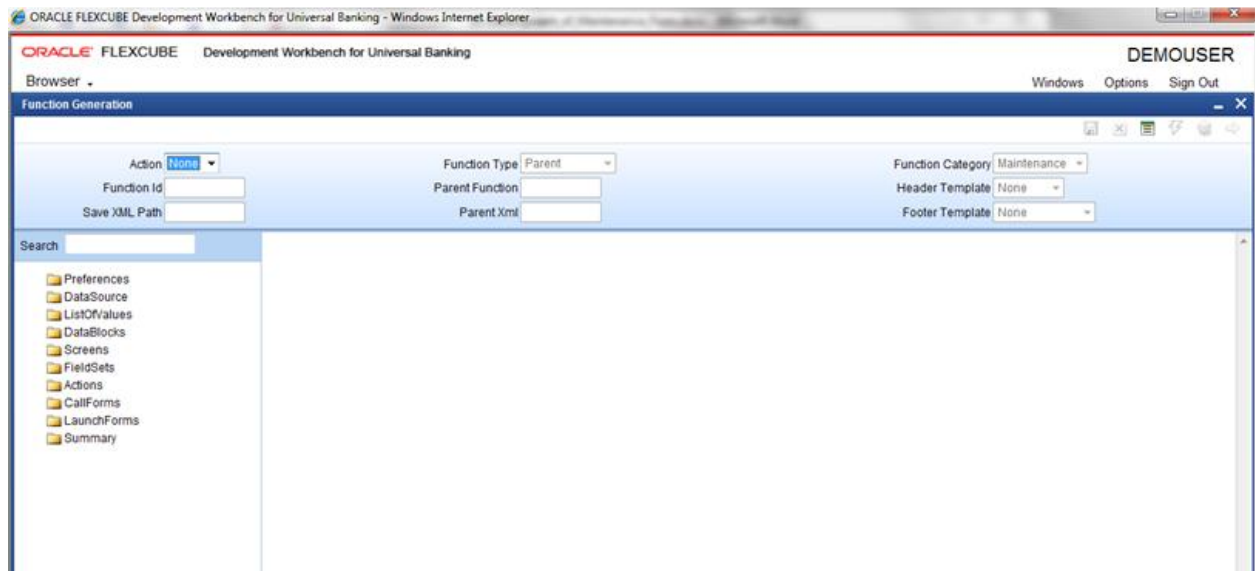 ORACLE FLEXCUBE Development Workbench for Universal Banking - Windows Internet Explorer
ORACLE FLEXCUBE Development Workbench for Universal Banking DEMOUSER
Browser Windows Options Sign Out
Function Generation
Action None Function Type Parent Function Category Maintenance
Function Id Parent Function Header Template None
Save XML Path Parent Xml Footer Template None
Search
Preferences
DataSource
ListOfValues
DataBlocks
Screens
FieldSets
Actions
CallForms
LaunchForms
Summary